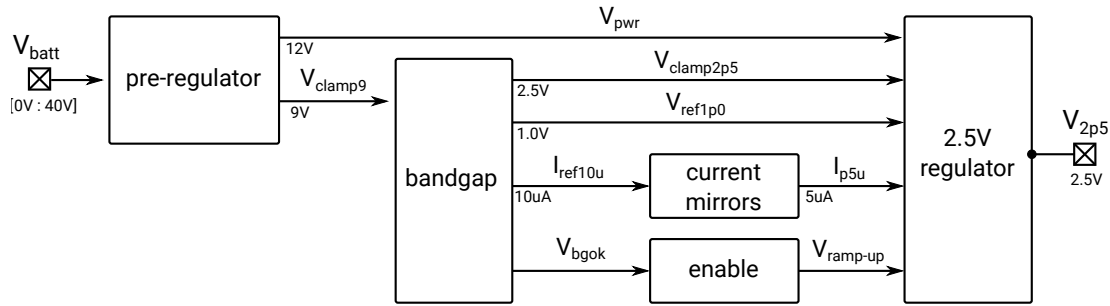 V_pwr
V_batt
12V
pre-regulator
V_clamp9
V_clamp2p5
[0V : 40V]
9V
2.5V
V_ref1p0
1.0V
2.5V
regulator
V_2p5
2.5V
bandgap
I_ref10u
10uA
current
mirrors
I_p5u
5uA
V_bgok
enable
V_ramp-up